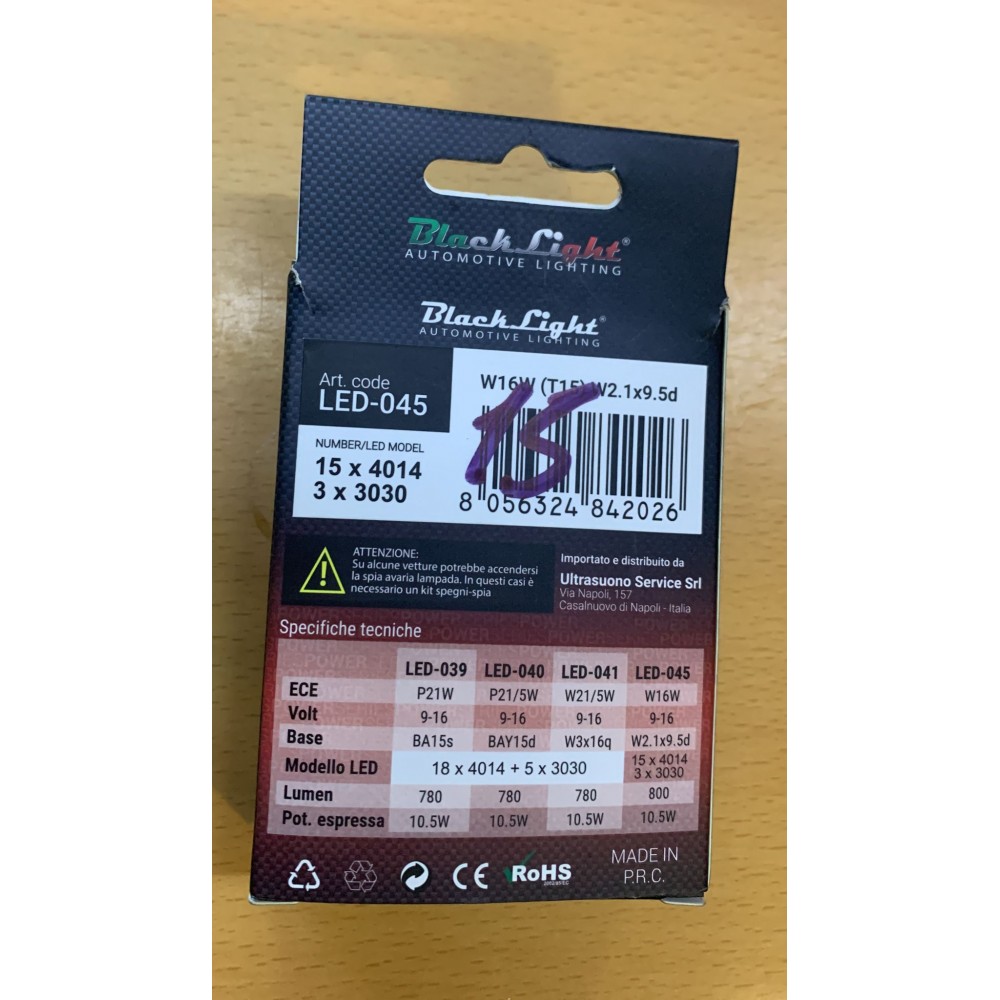 Black Light®
AUTOMOTIVE LIGHTING
Black Light®
AUTOMOTIVE LIGHTING
Art. code
LED-045
NUMBER/LED MODEL
15 x 4014
3 x 3030
W16W (T15) W2.1x9.5d
15
8 056324 842026
ATTENZIONE:
Su alcune vetture potrebbe accendersi
la spia avaria lampada. In questi casi è
necessario un kit spegni-spia
Importato e distribuito da
Ultrasuono Service Srl
Via Napoli, 157
Casalnuovo di Napoli - Italia
Specifiche tecniche
LED-039 LED-040 LED-041 LED-045
ECE P21W P21/5W W21/5W W16W
Volt 9-16 9-16 9-16 9-16
Base BA15s BAY15d W3x16q W2.1x9.5d
Modello LED 18 x 4014 + 5 x 3030 15 x 4014
3 x 3030
Lumen 780 780 780 800
Pot. espressa 10.5W 10.5W 10.5W 10.5W
CE
RoHS
MADE IN
P.R.C.